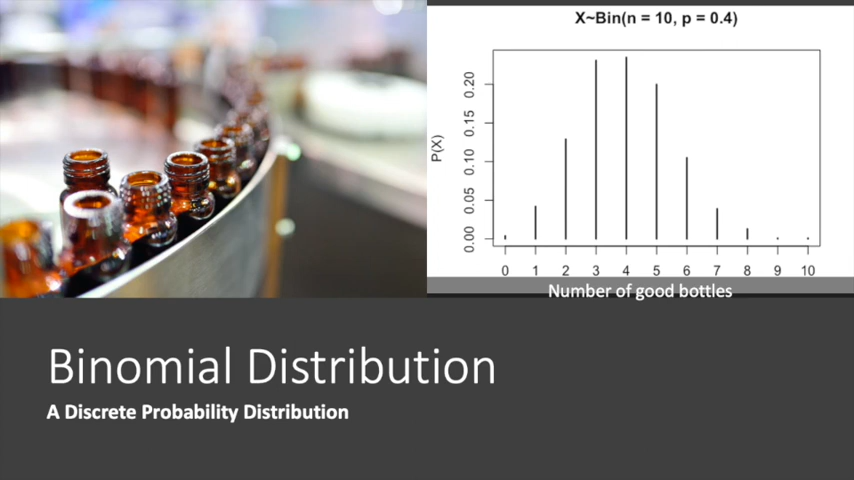 X~Bin(n = 10, p = 0.4)
P(X)
0.00 0.05 0.10 0.15 0.20
0 1 2 3 4 5 6 7 8 9 10
Number of good bottles
Binomial Distribution
A Discrete Probability Distribution